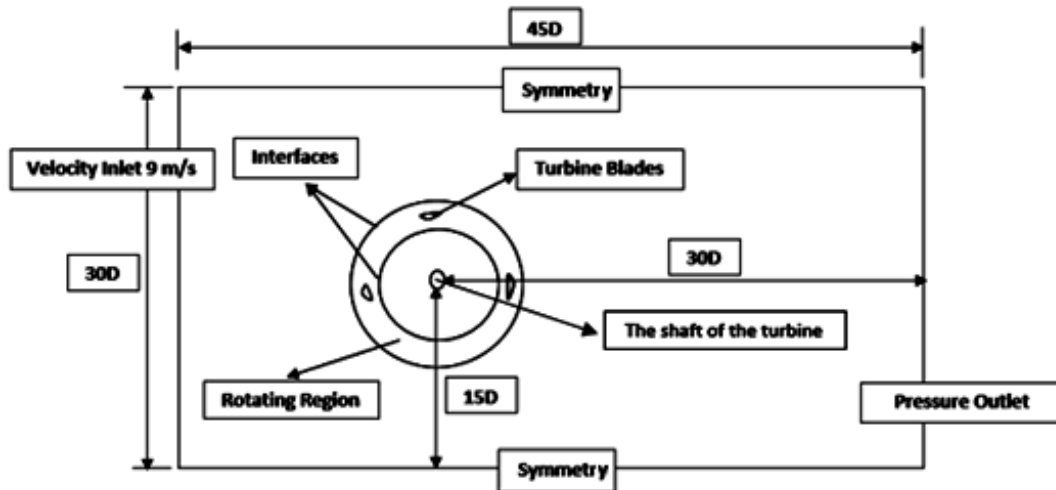 45D
Symmetry
Velocity Inlet 9 m/s
Interfaces
Turbine Blades
30D
30D
The shaft of the turbine
Rotating Region
15D
Pressure Outlet
Symmetry